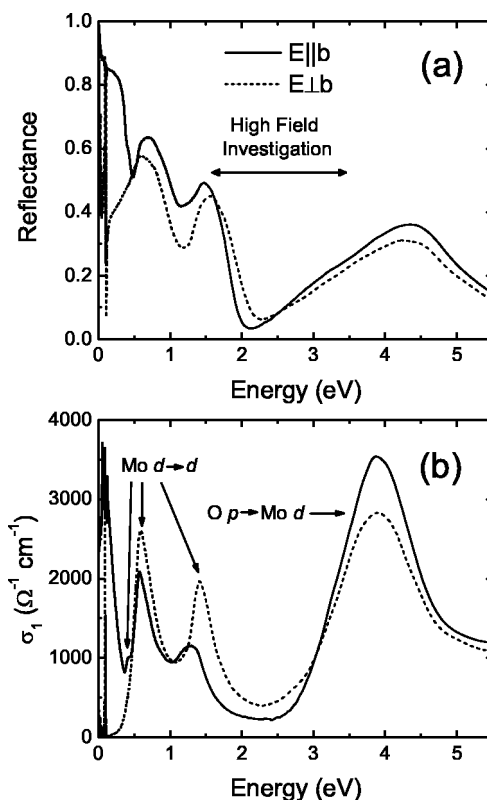 1.0
0.8
0.6
0.4
0.2
0.0
Reflectance
E||b
E⊥b
(a)
High Field
Investigation
0 1 2 3 4 5
Energy (eV)
4000
3000
2000
1000
0
σ₁ (Ω⁻¹ cm⁻¹)
Mo d→d
(b)
O p→Mo d
0 1 2 3 4 5
Energy (eV)